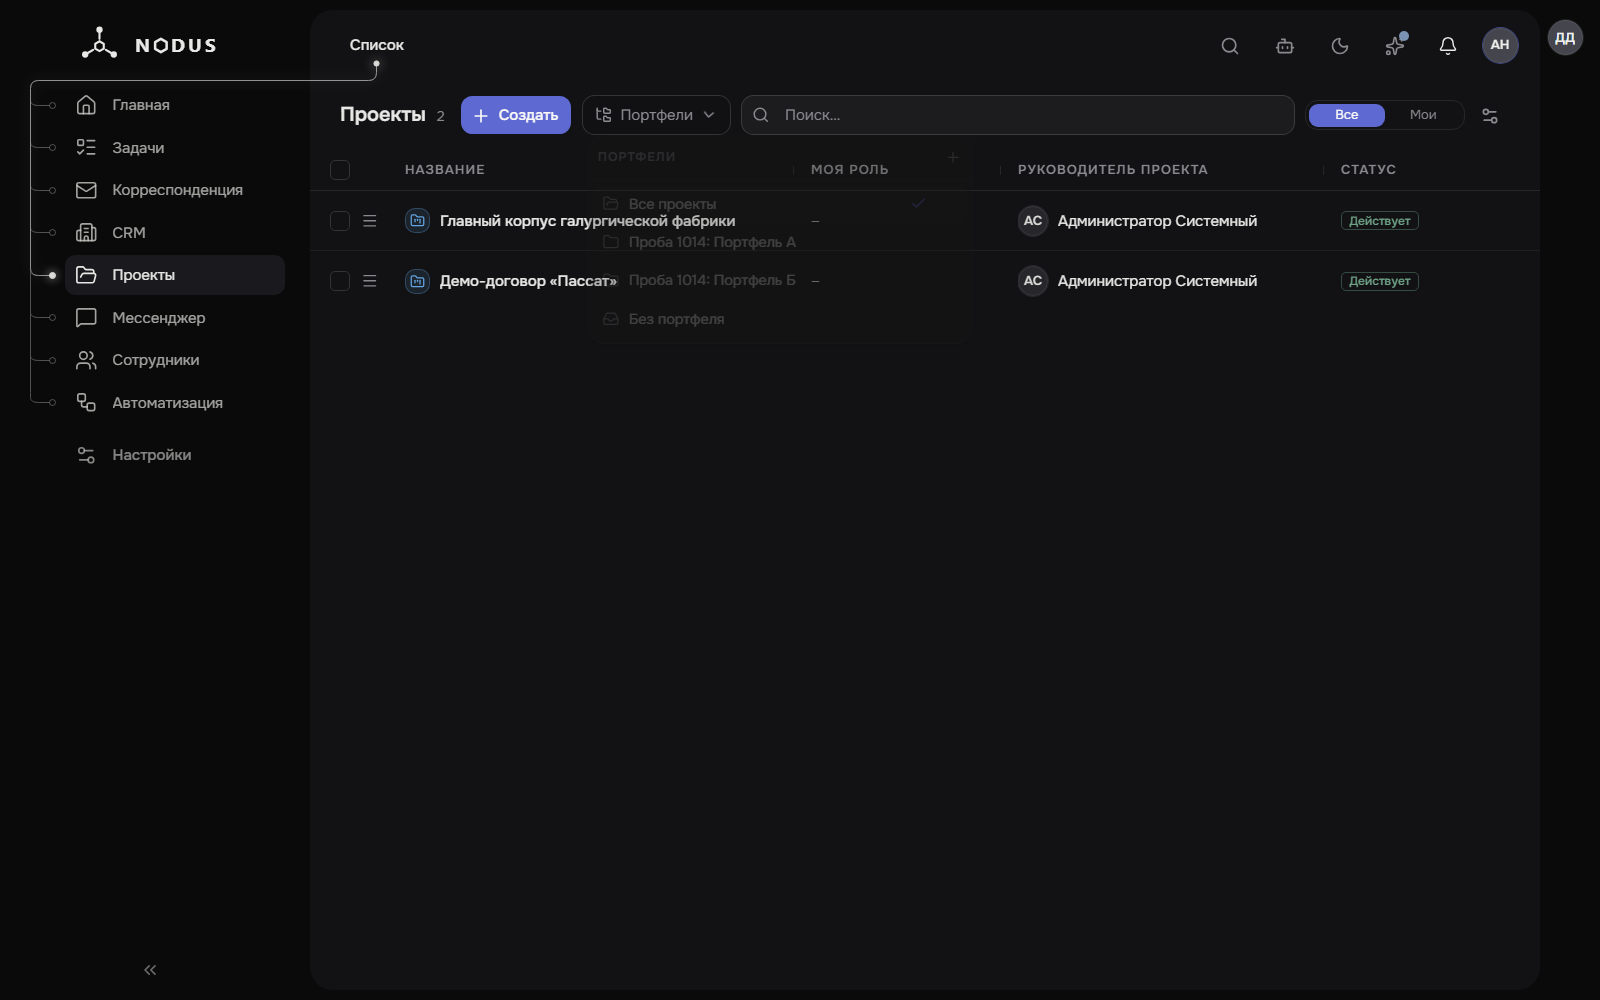 NODUS
Список
АН
ДД
Главная
Задачи
Корреспонденция
CRM
Проекты
Мессенджер
Сотрудники
Автоматизация
Настройки
Проекты 2
Создать
Портфели
Поиск...
Все
Мои
ПОРТФЕЛИ
Все проекты
Проба 1014: Портфель А
Проба 1014: Портфель Б
Без портфеля
НАЗВАНИЕ
МОЯ РОЛЬ
РУКОВОДИТЕЛЬ ПРОЕКТА
СТАТУС
Главный корпус галургической фабрики
–
АС
Администратор Системный
Действует
Демо-договор «Пассат»
–
АС
Администратор Системный
Действует